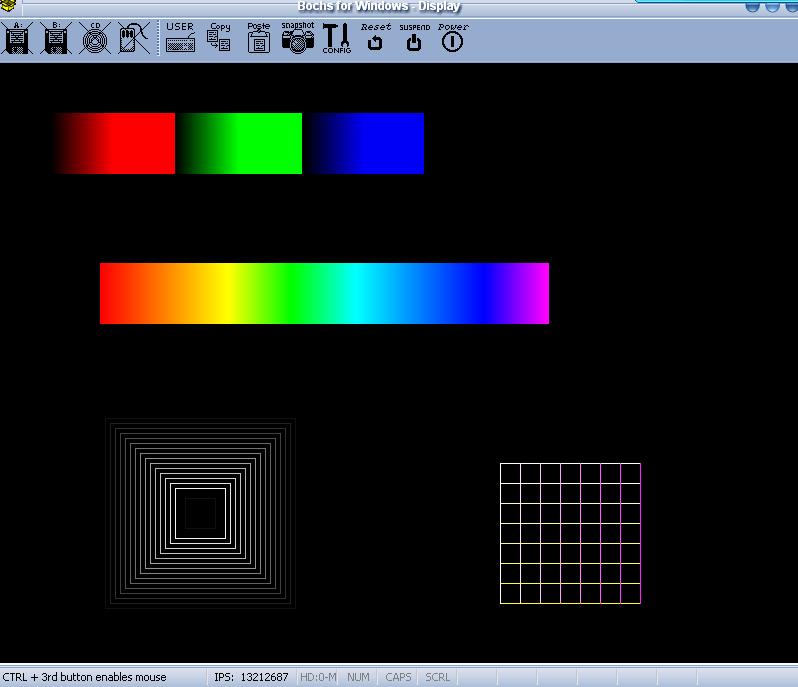 Bochs for Windows - Display
A: B: CD USER Copy Paste snapshot CONFIG Reset SUSPEND Power
CTRL + 3rd button enables mouse IPS: 13212687 HD:0-M NUM CAPS SCRL